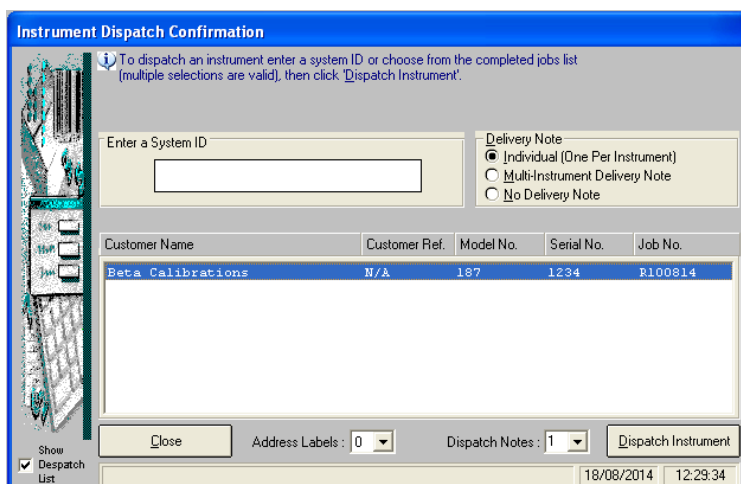 Instrument Dispatch Confirmation
To dispatch an instrument enter a system ID or choose from the completed jobs list
(multiple selections are valid), then click 'Dispatch Instrument'.
Enter a System ID
Delivery Note
Individual (One Per Instrument)
Multi-Instrument Delivery Note
No Delivery Note
Customer Name Customer Ref. Model No. Serial No. Job No.
Beta Calibrations N/A 187 1234 R100814
Close Address Labels : 0 Dispatch Notes : 1 Dispatch Instrument
Show
Despatch
List
18/08/2014 12:29:34